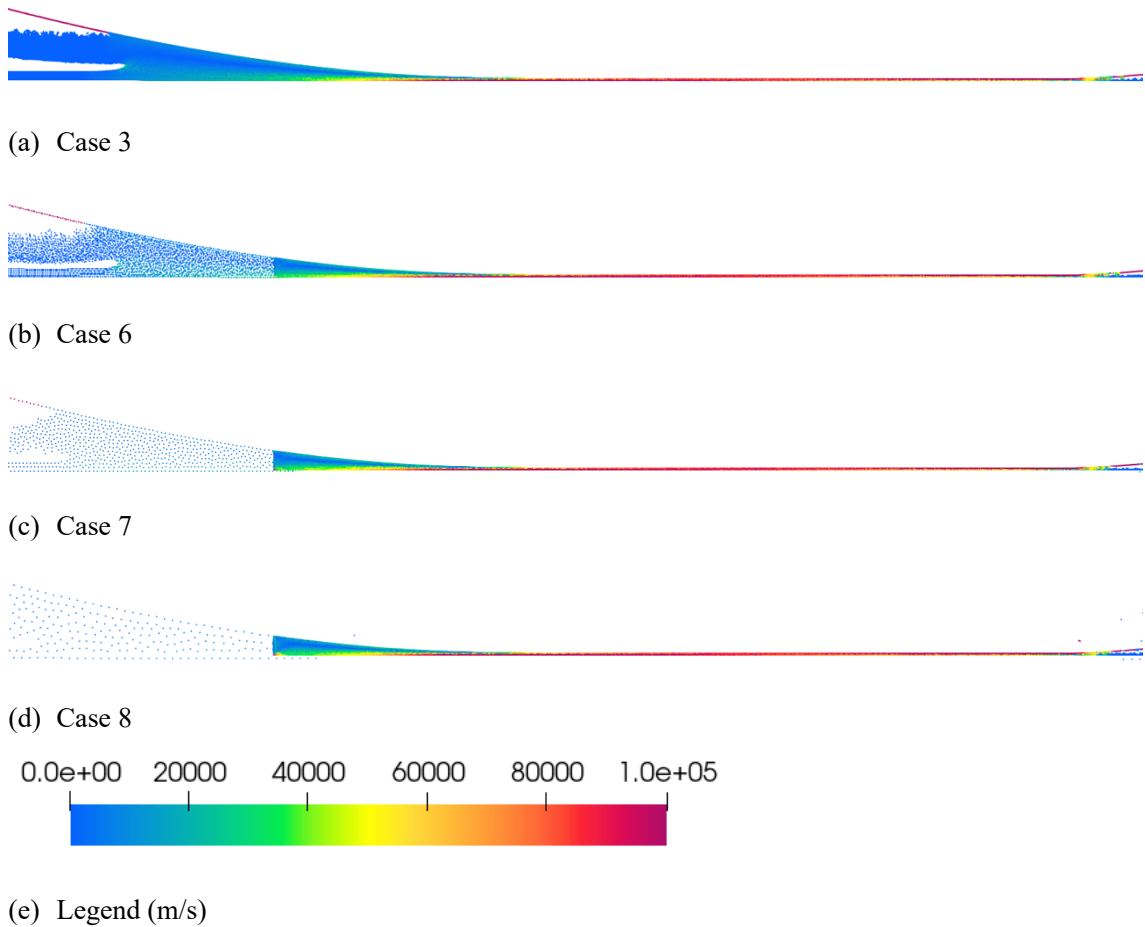 (a) Case 3
(b) Case 6
(c) Case 7
(d) Case 8
0.0e+00 20000 40000 60000 80000 1.0e+05
(e) Legend (m/s)